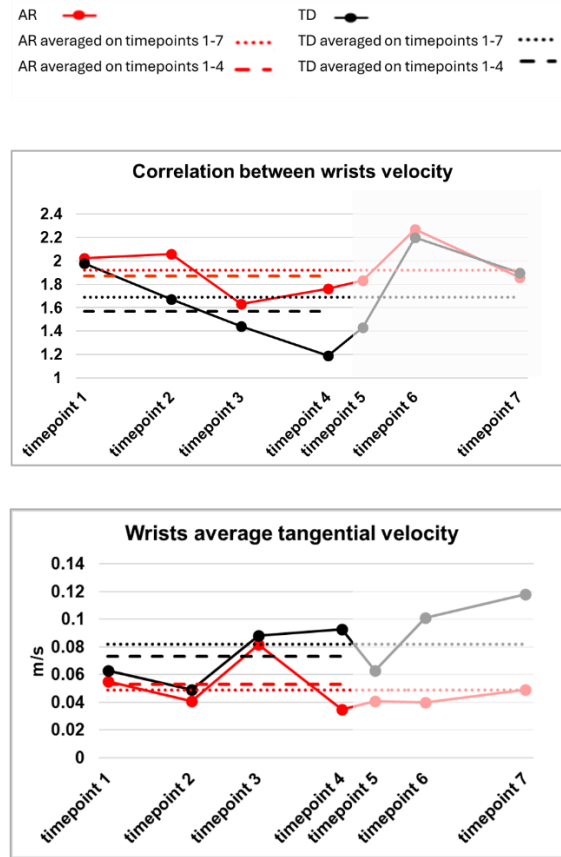 AR TD
AR averaged on timepoints 1-7 TD averaged on timepoints 1-7
AR averaged on timepoints 1-4 TD averaged on timepoints 1-4
Correlation between wrists velocity
2.4
2.2
2
1.8
1.6
1.4
1.2
1
timepoint 1 timepoint 2 timepoint 3 timepoint 4 timepoint 5 timepoint 6 timepoint 7
Wrists average tangential velocity
0.14
0.12
0.1
0.08
0.06
0.04
0.02
0
m/s
timepoint 1 timepoint 2 timepoint 3 timepoint 4 timepoint 5 timepoint 6 timepoint 7